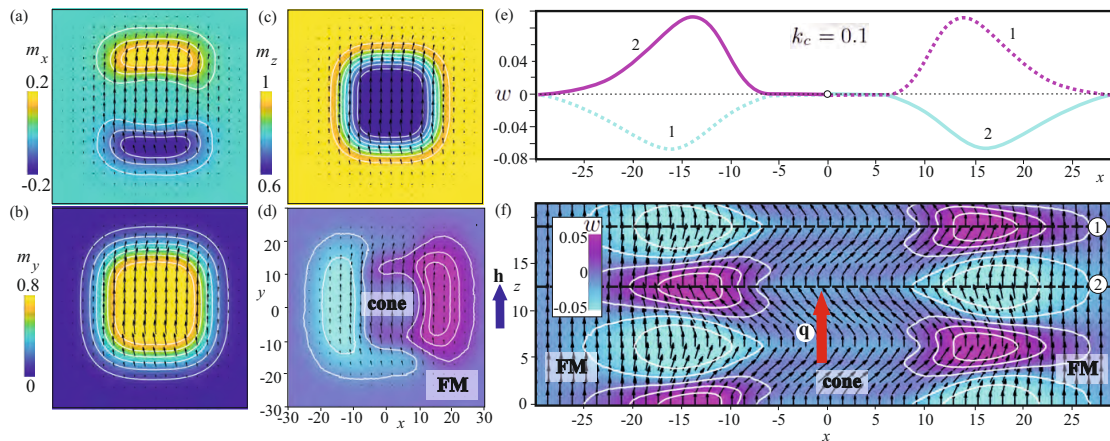 (a)
m_x
0.2
-0.2
(c)
m_z
1
0.6
(b)
m_y
0.8
0
(d)
20
10
y
0
-10
-20
-30
-30
-20
-10
0
x
10
20
30
cone
FM
h
(e)
0.04
w
0
-0.04
-0.08
2
1
k_c = 0.1
1
2
-25
-20
-15
-10
-5
0
5
10
15
20
25
x
(f)
w
0.05
0
-0.05
15
z
10
5
0
1
2
q
FM
cone
FM
-25
-20
-15
-10
-5
0
5
10
15
20
25
x